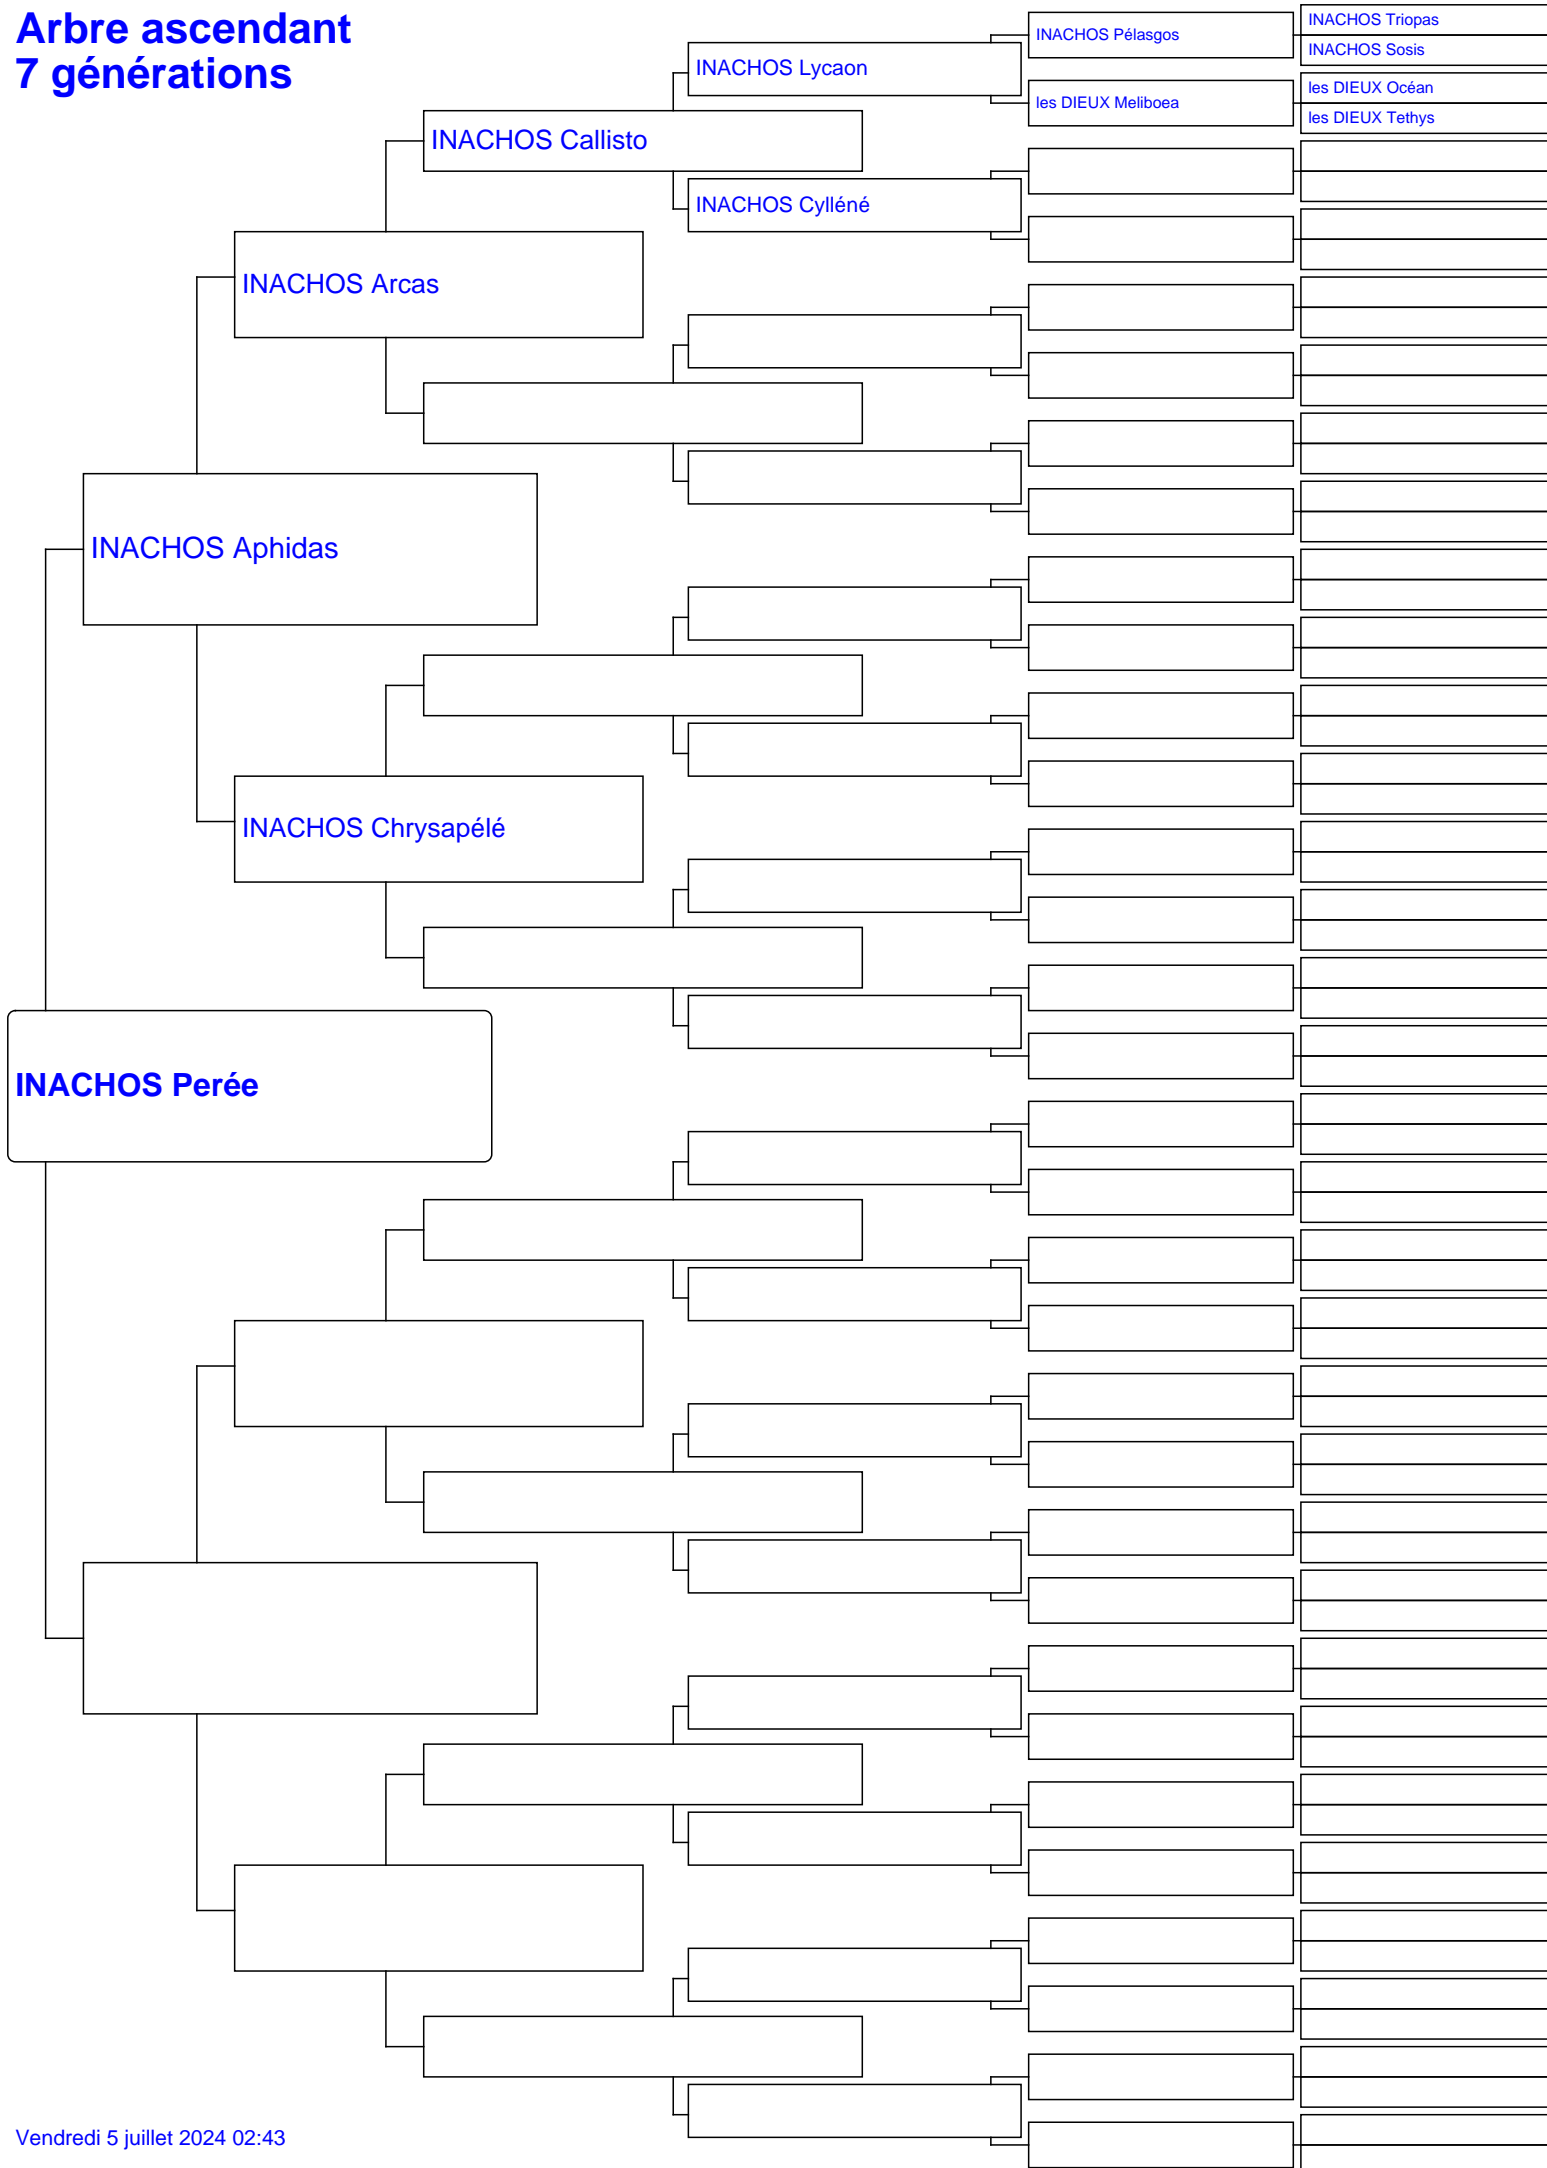 Arbre ascendant
7 générations
INACHOS Triopas
INACHOS Pélasgos
INACHOS Sosis
INACHOS Lycaon
les DIEUX Océan
les DIEUX Meliboea
les DIEUX Tethys
INACHOS Callisto
INACHOS Cylléné
INACHOS Arcas
INACHOS Aphidas
INACHOS Chrysapélé
INACHOS Perée
Vendredi 5 juillet 2024 02:43